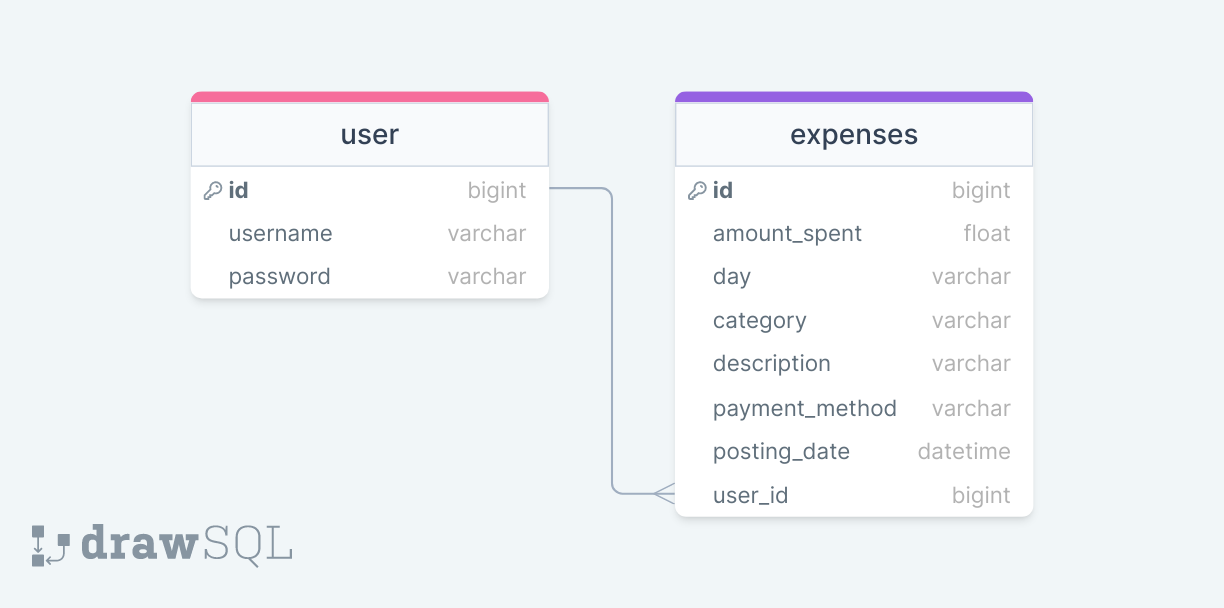 user
id bigint
username varchar
password varchar
expenses
id bigint
amount_spent float
day varchar
category varchar
description varchar
payment_method varchar
posting_date datetime
user_id bigint
drawSQL